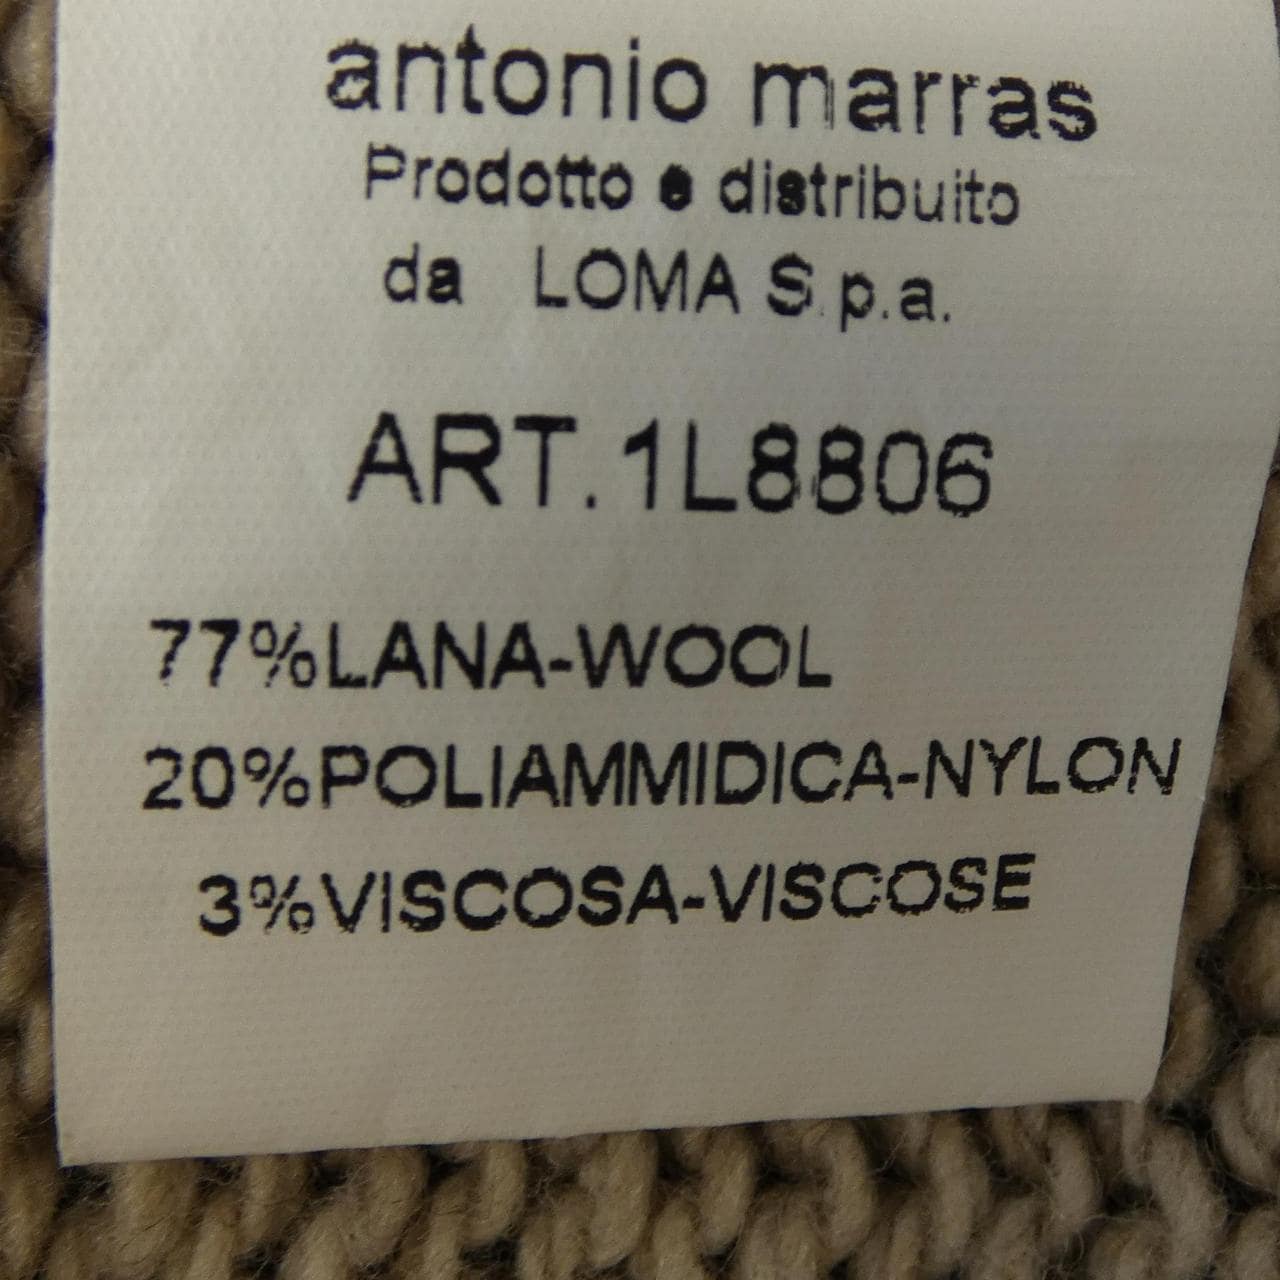 antonio marras
Prodotto e distribuito
da LOMA S.p.a.
ART.1L8806
77%LANA-WOOL
20%POLIAMMIDICA-NYLON
3%VISCOSA-VISCOSE